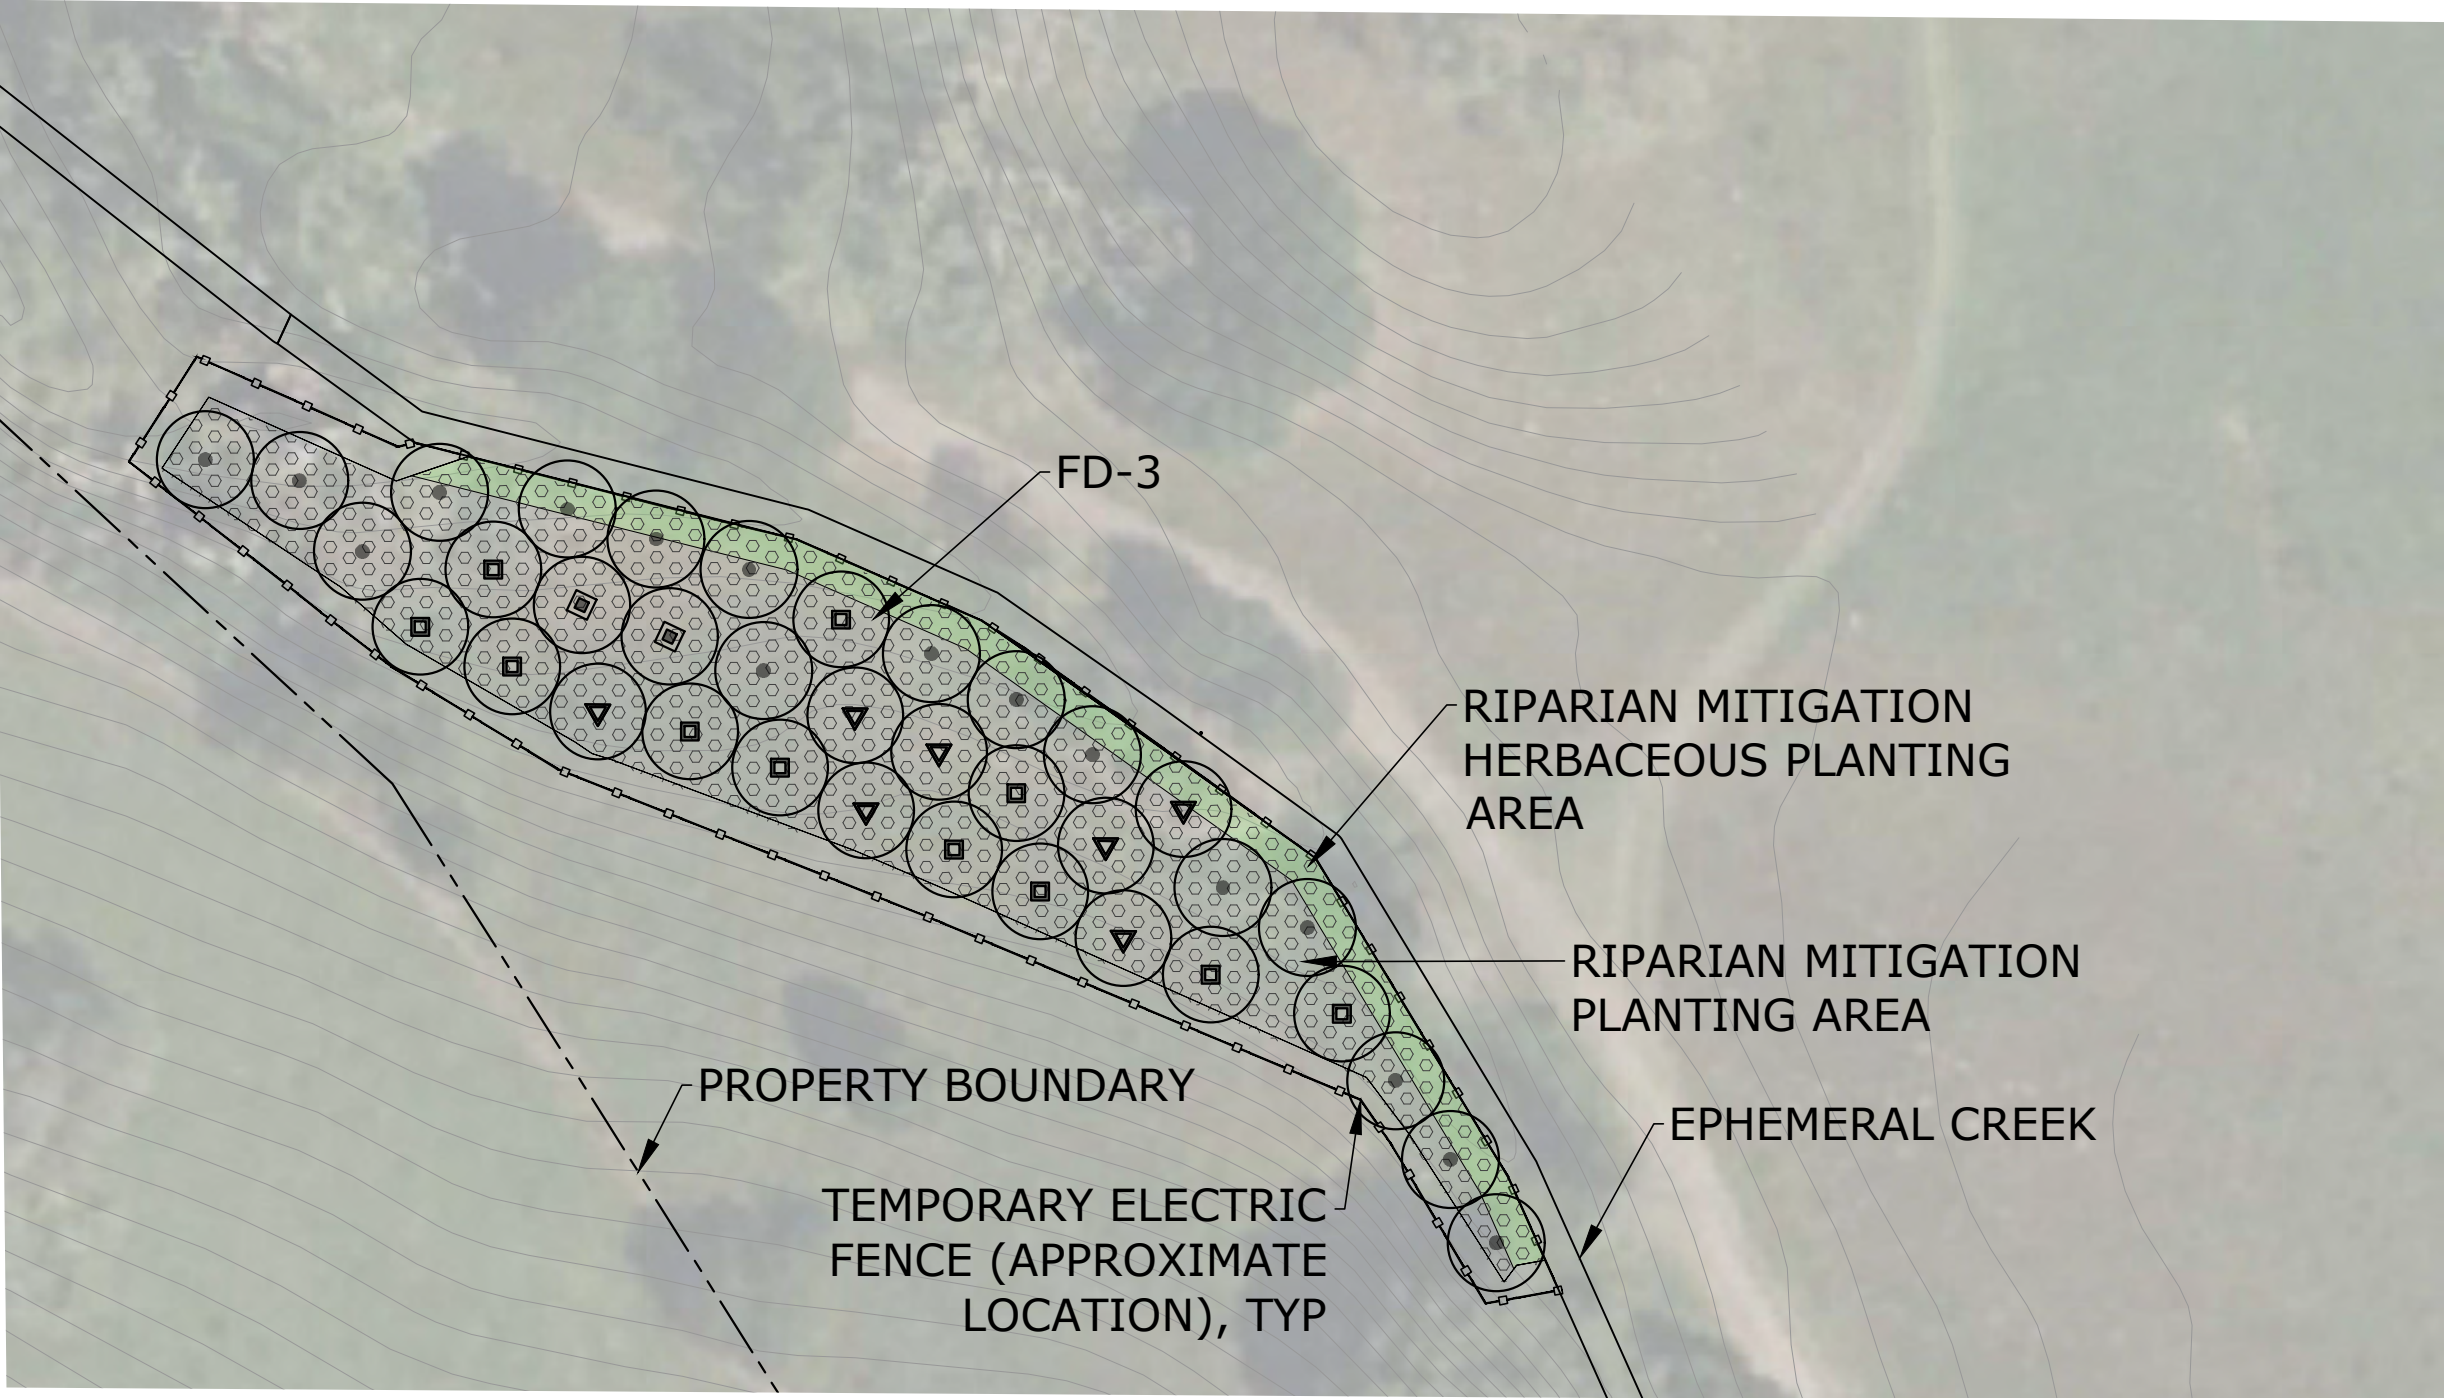 FD-3
RIPARIAN MITIGATION
HERBACEOUS PLANTING
AREA
RIPARIAN MITIGATION
PLANTING AREA
PROPERTY BOUNDARY
EPHEMERAL CREEK
TEMPORARY ELECTRIC
FENCE (APPROXIMATE
LOCATION), TYP